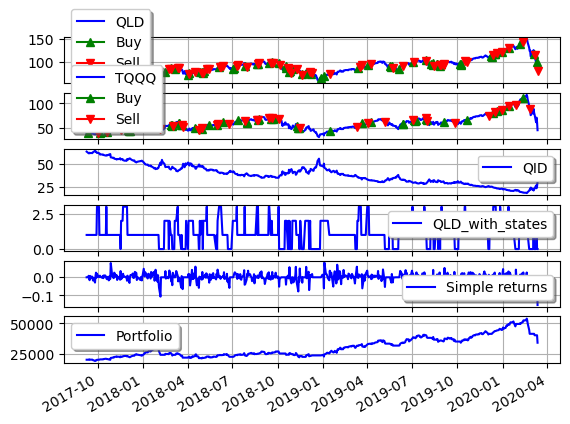 QLD
Buy
Sell
150
100
TQQQ
Buy
Sell
100
50
QID
50
25
QLD_with_states
2.5
0.0
Simple returns
0.0
−0.1
Portfolio
50000
25000
2017-10 2018-01 2018-04 2018-07 2018-10 2019-01 2019-04 2019-07 2019-10 2020-01 2020-04